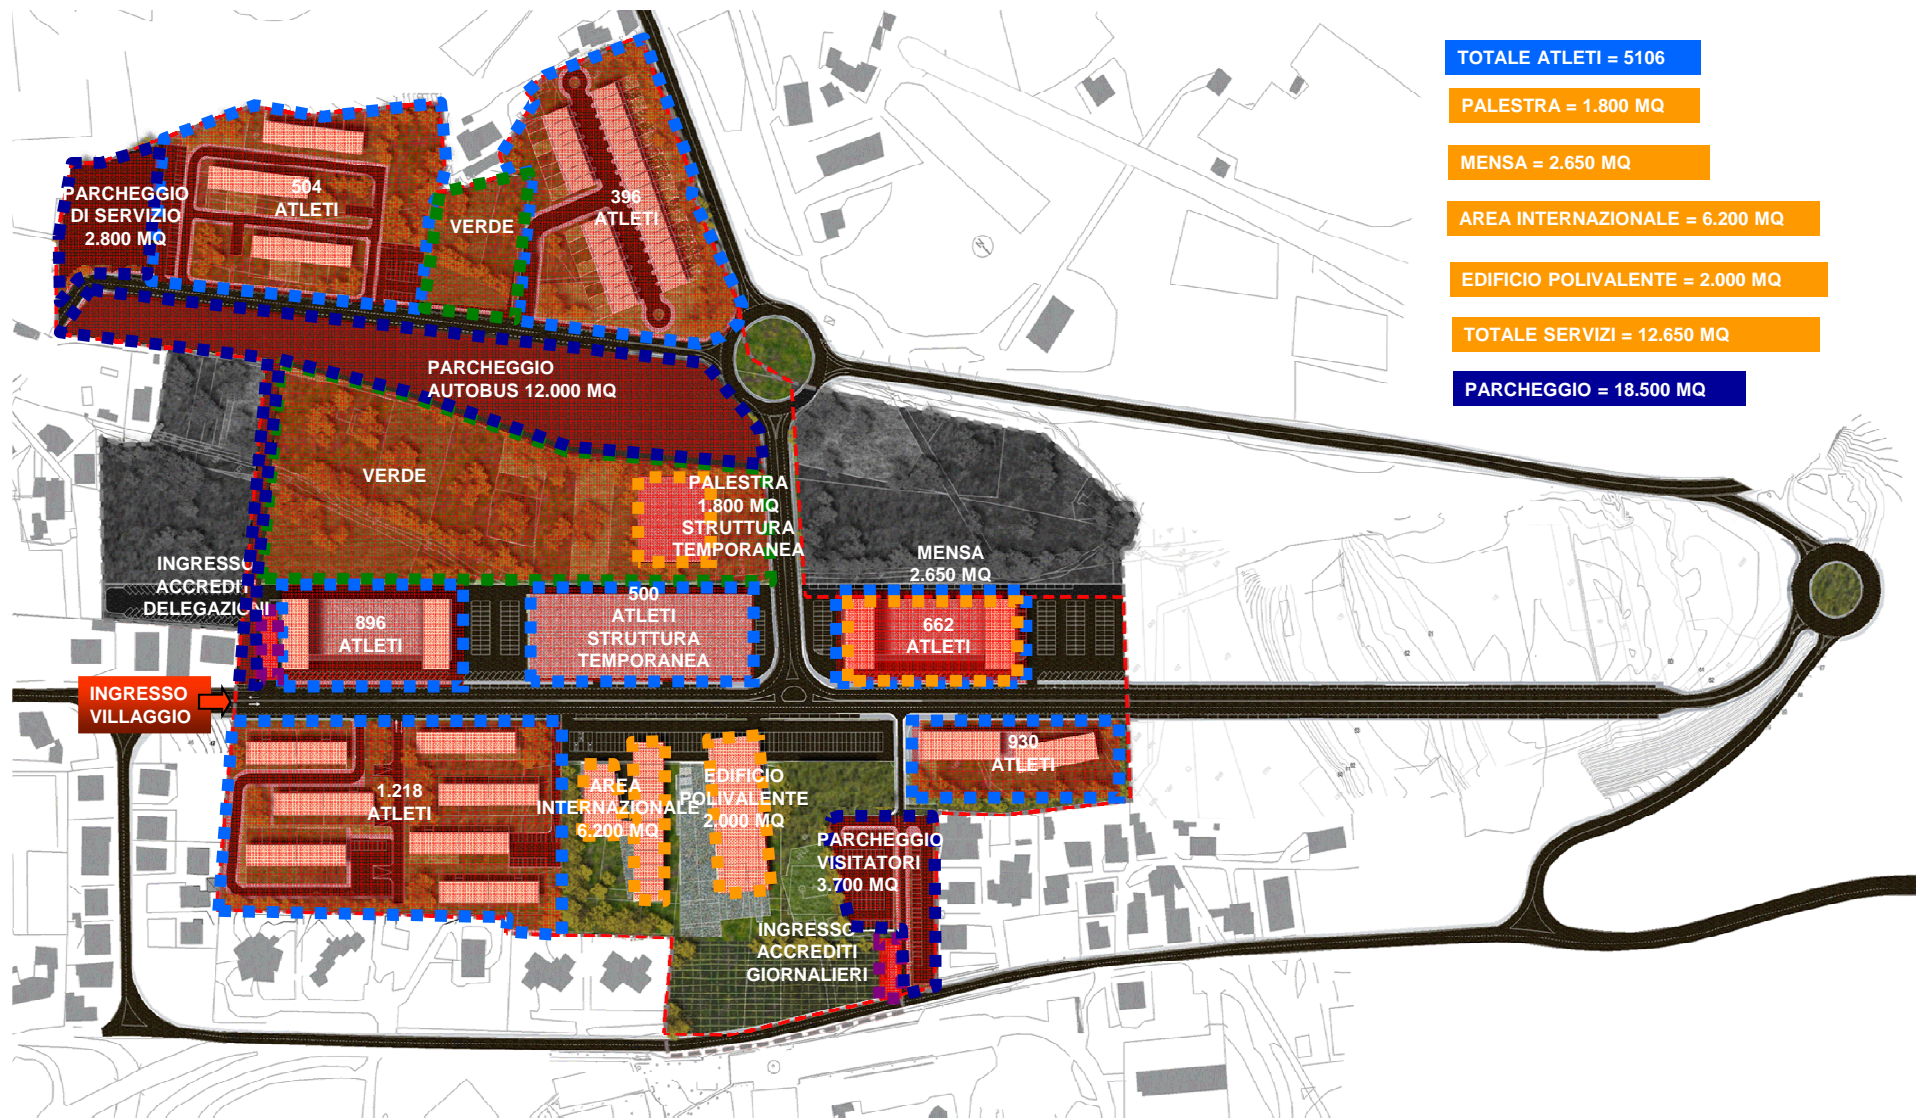 TOTALE ATLETI = 5106
PALESTRA = 1.800 MQ
MENSA = 2.650 MQ
AREA INTERNAZIONALE = 6.200 MQ
EDIFICIO POLIVALENTE = 2.000 MQ
TOTALE SERVIZI = 12.650 MQ
PARCHEGGIO = 18.500 MQ
PARCHEGGIO
DI SERVIZIO
2.800 MQ
504
ATLETI
VERDE
396
ATLETI
PARCHEGGIO
AUTOBUS 12.000 MQ
VERDE
PALESTRA
1.800 MQ
STRUTTURA
TEMPORANEA
MENSA
2.650 MQ
INGRESSO
ACCREDITI
DELEGAZIONI
896
ATLETI
500
ATLETI
STRUTTURA
TEMPORANEA
662
ATLETI
INGRESSO
VILLAGGIO
1.218
ATLETI
AREA
INTERNAZIONALE
6.200 MQ
EDIFICIO
POLIVALENTE
2.000 MQ
930
ATLETI
PARCHEGGIO
VISITATORI
3.700 MQ
INGRESSO
ACCREDITI
GIORNALIERI